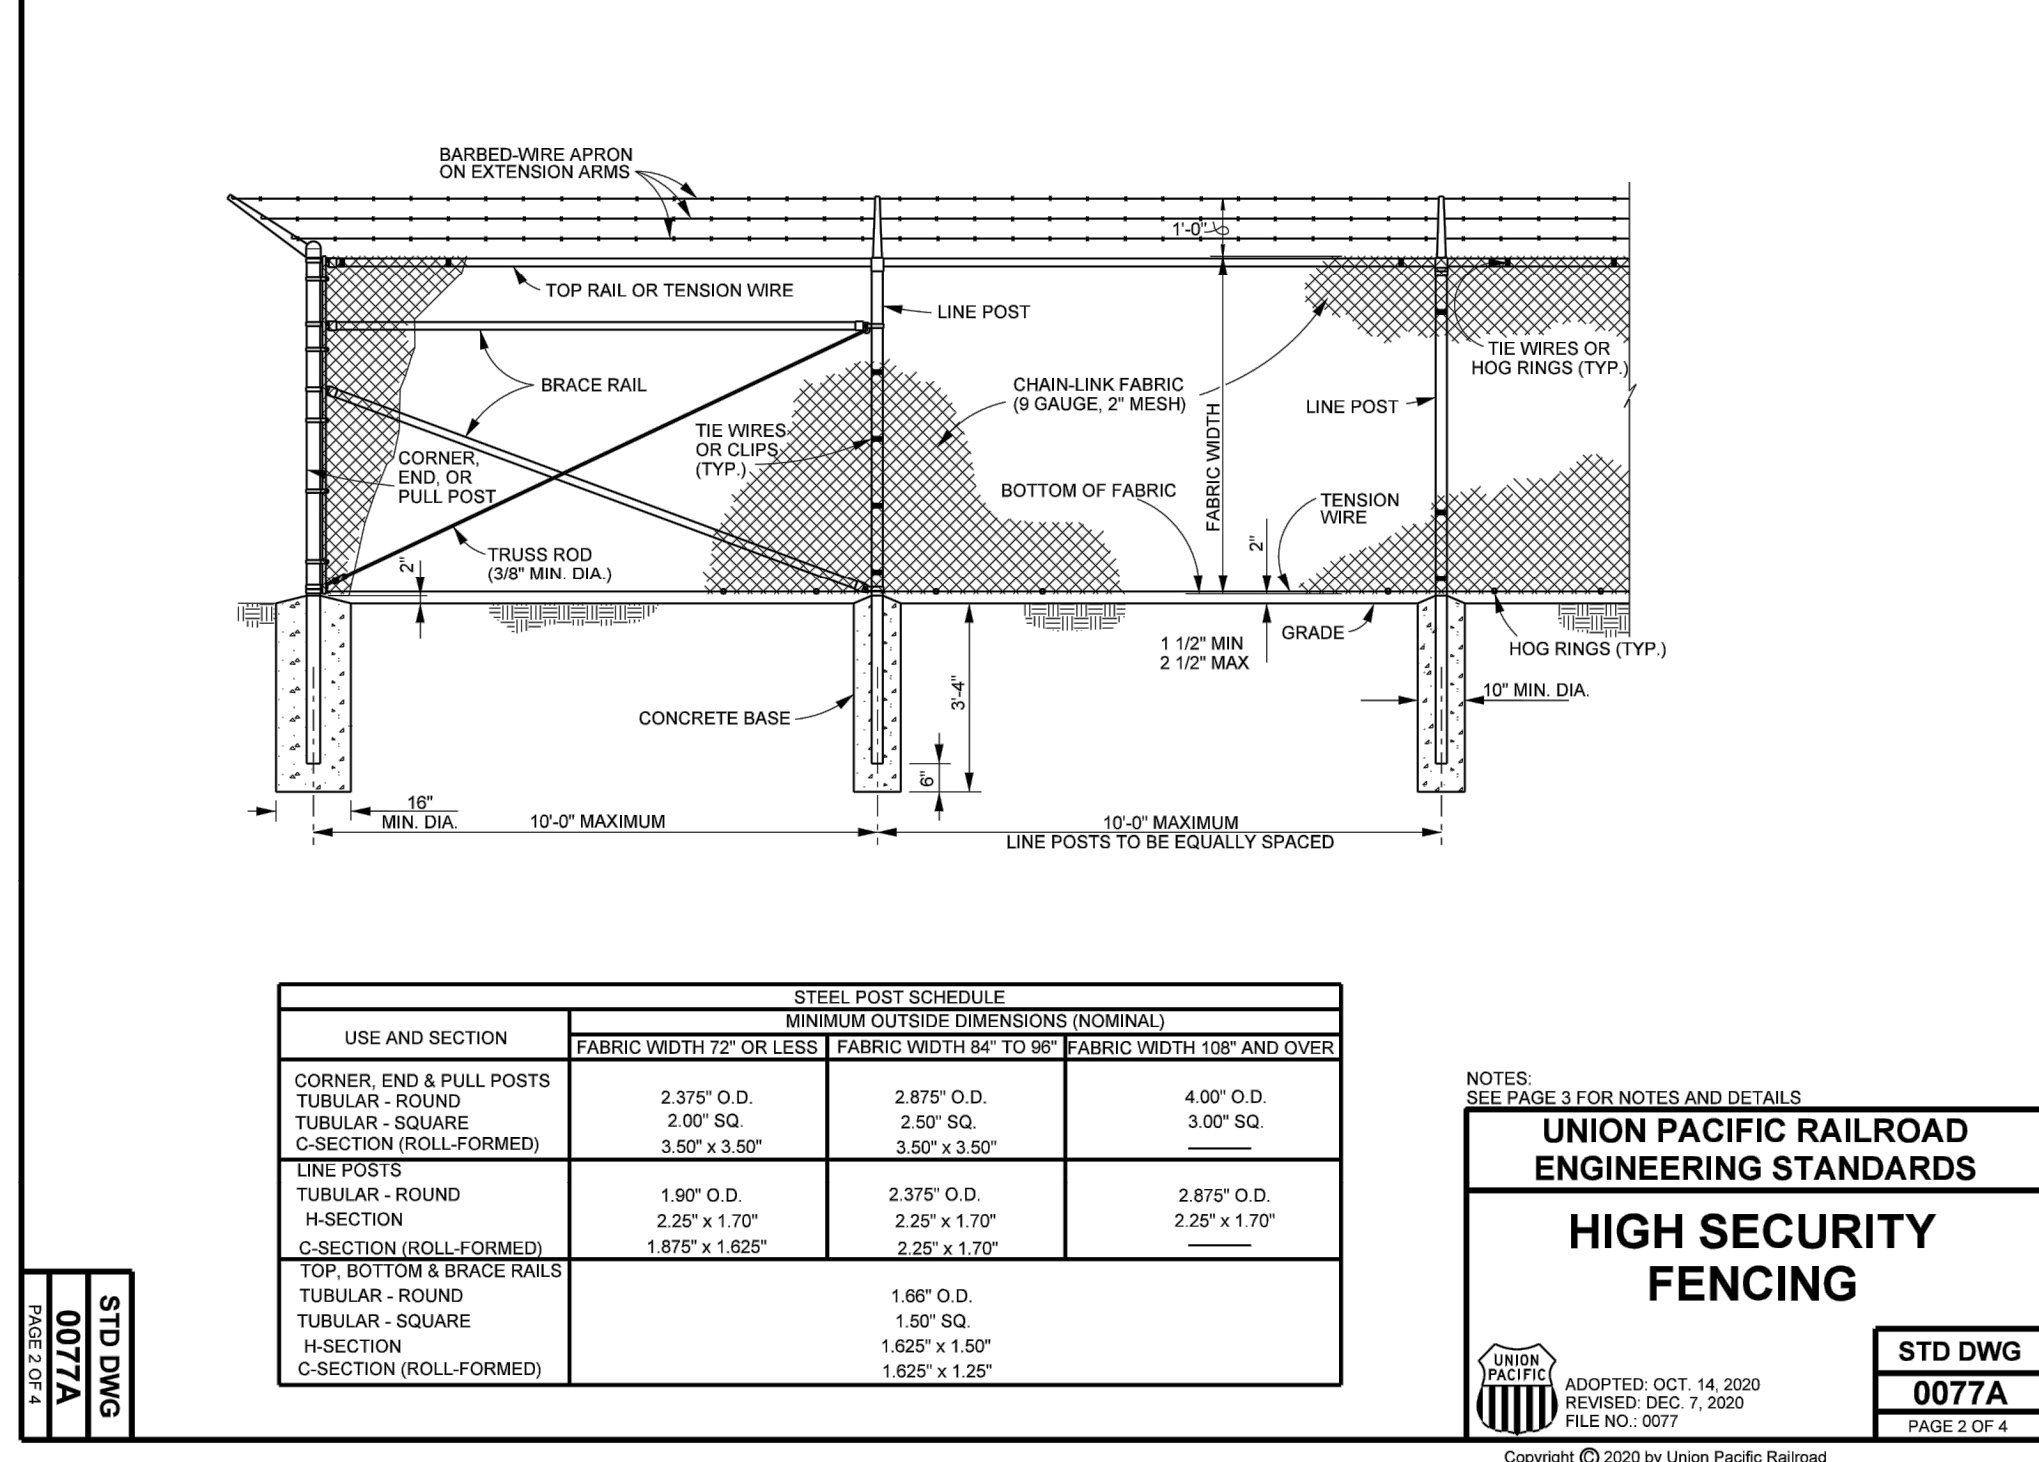 BARBED-WIRE APRON
ON EXTENSION ARMS
1'-0"
TOP RAIL OR TENSION WIRE
LINE POST
TIE WIRES OR
HOG RINGS (TYP.)
BRACE RAIL
CHAIN-LINK FABRIC
(9 GAUGE, 2" MESH)
LINE POST
FABRIC WIDTH
TIE WIRES
OR CLIPS
(TYP.)
CORNER,
END, OR
PULL POST
BOTTOM OF FABRIC
TENSION
WIRE
2"
TRUSS ROD
(3/8" MIN. DIA.)
2"
GRADE
1 1/2" MIN
2 1/2" MAX
HOG RINGS (TYP.)
3'-4"
10" MIN. DIA.
CONCRETE BASE
6"
16"
MIN. DIA.
10'-0" MAXIMUM
10'-0" MAXIMUM
LINE POSTS TO BE EQUALLY SPACED
STEEL POST SCHEDULE
USE AND SECTION
MINIMUM OUTSIDE DIMENSIONS (NOMINAL)
FABRIC WIDTH 72" OR LESS FABRIC WIDTH 84" TO 96" FABRIC WIDTH 108" AND OVER
CORNER, END & PULL POSTS
TUBULAR - ROUND 2.375" O.D. 2.875" O.D. 4.00" O.D.
TUBULAR - SQUARE 2.00" SQ. 2.50" SQ. 3.00" SQ.
C-SECTION (ROLL-FORMED) 3.50" x 3.50" 3.50" x 3.50"
LINE POSTS
TUBULAR - ROUND 1.90" O.D. 2.375" O.D. 2.875" O.D.
H-SECTION 2.25" x 1.70" 2.25" x 1.70" 2.25" x 1.70"
C-SECTION (ROLL-FORMED) 1.875" x 1.625" 2.25" x 1.70"
TOP, BOTTOM & BRACE RAILS
TUBULAR - ROUND 1.66" O.D.
TUBULAR - SQUARE 1.50" SQ.
H-SECTION 1.625" x 1.50"
C-SECTION (ROLL-FORMED) 1.625" x 1.25"
NOTES:
SEE PAGE 3 FOR NOTES AND DETAILS
UNION PACIFIC RAILROAD
ENGINEERING STANDARDS
HIGH SECURITY
FENCING
UNION
PACIFIC
ADOPTED: OCT. 14, 2020
REVISED: DEC. 7, 2020
FILE NO.: 0077
STD DWG
0077A
PAGE 2 OF 4
STD DWG
0077A
PAGE 2 OF 4
Copyright © 2020 by Union Pacific Railroad